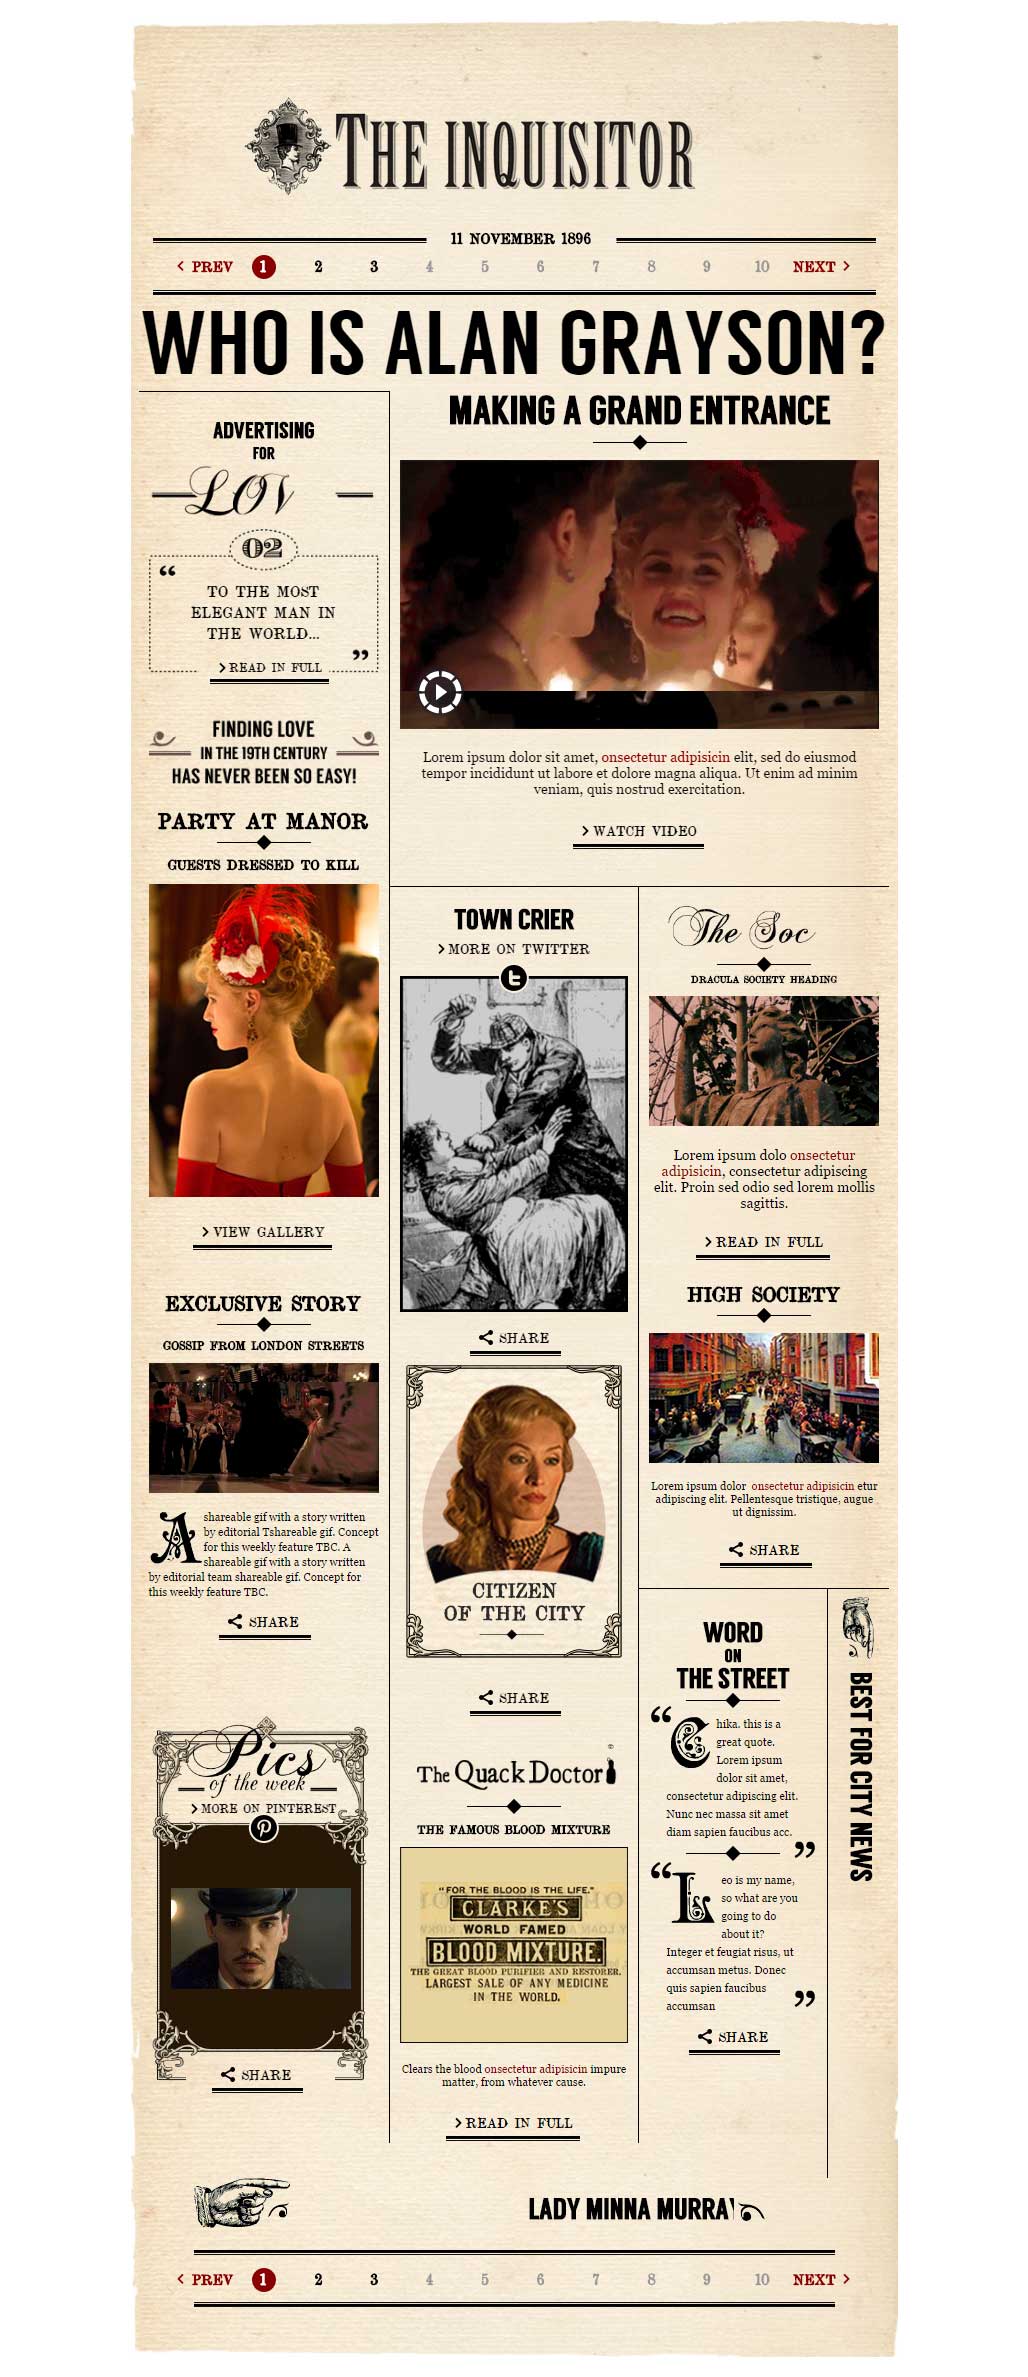 THE INQUISITOR
11 NOVEMBER 1896
PREV 1 2 3 4 5 6 7 8 9 10 NEXT
WHO IS ALAN GRAYSON?
ADVERTISING
FOR
LOV
02
“
TO THE MOST
ELEGANT MAN IN
THE WORLD...
”
READ IN FULL
FINDING LOVE
IN THE 19TH CENTURY
HAS NEVER BEEN SO EASY!
PARTY AT MANOR
GUESTS DRESSED TO KILL
VIEW GALLERY
EXCLUSIVE STORY
GOSSIP FROM LONDON STREETS
A shareable gif with a story written
by editorial Tshareable gif. Concept
for this weekly feature TBC. A
shareable gif with a story written
by editorial team shareable gif. Concept for
this weekly feature TBC.
SHARE
Pics
of the week
MORE ON PINTEREST
SHARE
MAKING A GRAND ENTRANCE
Lorem ipsum dolor sit amet, onsectetur adipisicin elit, sed do eiusmod
tempor incididunt ut labore et dolore magna aliqua. Ut enim ad minim
veniam, quis nostrud exercitation.
WATCH VIDEO
TOWN CRIER
MORE ON TWITTER
t
SHARE
CITIZEN
OF THE CITY
SHARE
The Quack Doctor
THE FAMOUS BLOOD MIXTURE
"FOR THE BLOOD IS THE LIFE."
CLARKE'S
WORLD FAMED
BLOOD MIXTURE.
THE GREAT BLOOD PURIFIER AND RESTORER.
LARGEST SALE OF ANY MEDICINE
IN THE WORLD.
Clears the blood onsectetur adipisicin impure
matter, from whatever cause.
READ IN FULL
The Soc
DRACULA SOCIETY HEADING
Lorem ipsum dolo onsectetur
adipisicin, consectetur adipiscing
elit. Proin sed odio sed lorem mollis
sagittis.
READ IN FULL
HIGH SOCIETY
Lorem ipsum dolor onsectetur adipisicin etur
adipiscing elit. Pellentesque tristique, augue
ut dignissim.
SHARE
WORD
ON
THE STREET
“Chika. this is a
great quote.
Lorem ipsum
dolor sit amet,
consectetur adipiscing elit.
Nunc nec massa sit amet
diam sapien faucibus acc.
”
“Leo is my name,
so what are you
going to do
about it?
Integer et feugiat risus, ut
accumsan metus. Donec
quis sapien faucibus
accumsan ”
SHARE
BEST FOR CITY NEWS
LADY MINNA MURRAY
PREV 1 2 3 4 5 6 7 8 9 10 NEXT